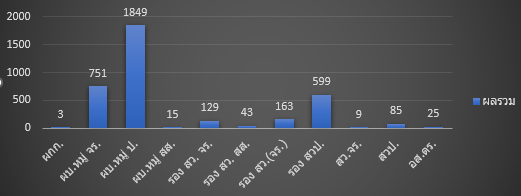 2000
1500
1000
500
0
3
751
1849
15
129
43
163
599
9
85
25
ผกก.
ผบ.หมู่ จร.
ผบ.หมู่ ป.
ผบ.หมู่ สส.
รอง สว. จร.
รอง สว. สส.
รอง สว.(จร.)
รอง สวป.
สว.จร.
สวป.
อส.ตร.
ผลรวม